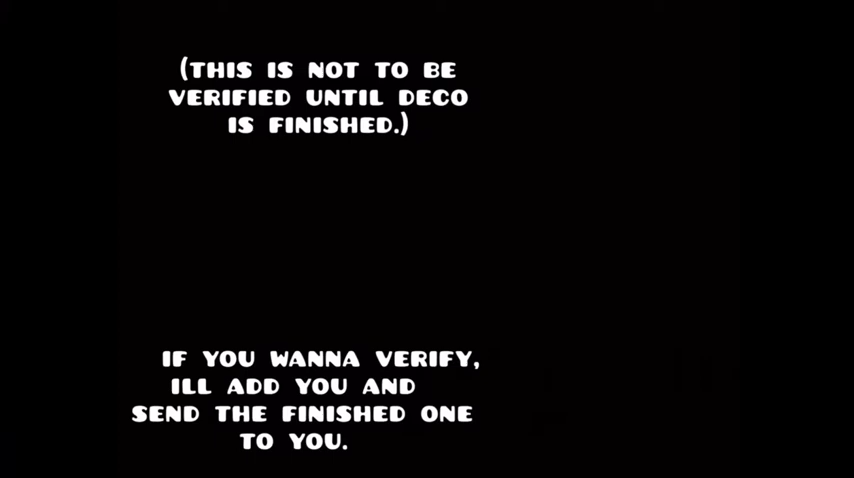 (THIS IS NOT TO BE
VERIFIED UNTIL DECO
IS FINISHED.)
IF YOU WANNA VERIFY,
ILL ADD YOU AND
SEND THE FINISHED ONE
TO YOU.